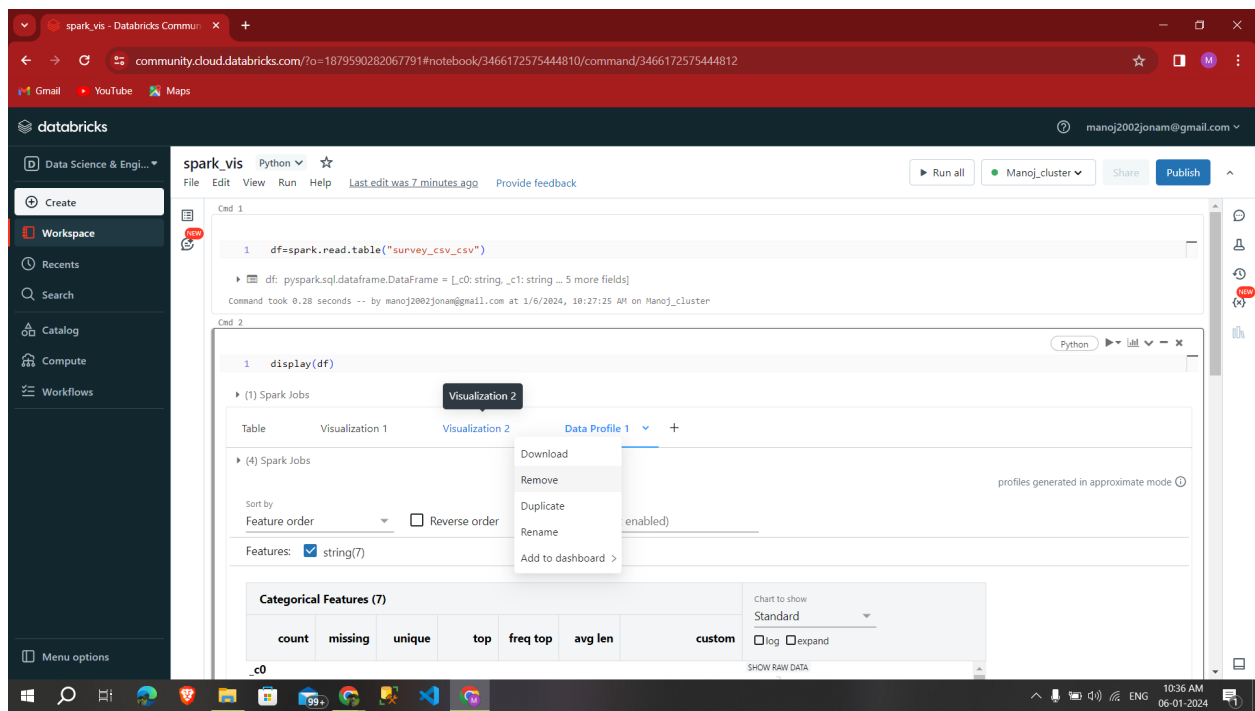 spark_vis - Databricks Commun
community.cloud.databricks.com/?o=1879590282067791#notebook/3466172575444810/command/3466172575444812
M
Gmail YouTube Maps
databricks
manoj2002jonam@gmail.com
D Data Science & Engi...
Create
Workspace
Recents
Search
Catalog
Compute
Workflows
Menu options
spark_vis Python
File Edit View Run Help Last edit was 7 minutes ago Provide feedback
Run all Manoj_cluster Share Publish
NEW
NEW
Cmd 1
1 df=spark.read.table("survey_csv_csv")
df: pyspark.sql.dataframe.DataFrame = [_c0: string, _c1: string ... 5 more fields]
Command took 0.28 seconds -- by manoj2002jonam@gmail.com at 1/6/2024, 10:27:25 AM on Manoj_cluster
Cmd 2
Python
1 display(df)
(1) Spark Jobs
Visualization 2
Table Visualization 1 Visualization 2 Data Profile 1 +
Download
Remove
Duplicate
Rename
Add to dashboard
(4) Spark Jobs
profiles generated in approximate mode
Sort by
Feature order Reverse order enabled)
Features: string(7)
Categorical Features (7)
Chart to show
Standard
count missing unique top freq top avg len custom
log expand
_c0
SHOW RAW DATA
99+
ENG
10:36 AM
06-01-2024
1